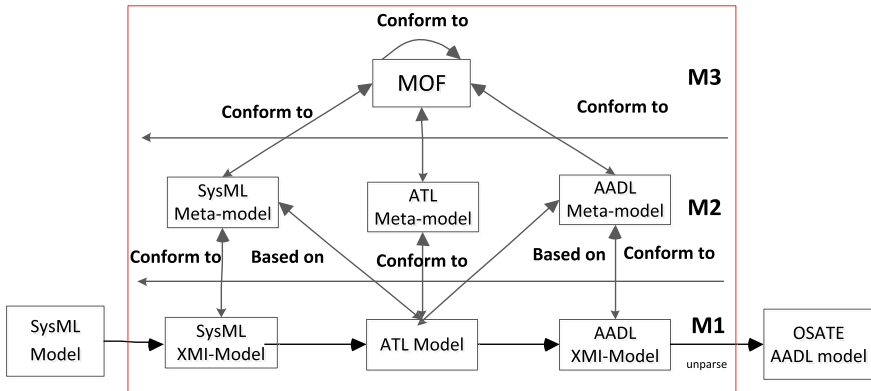 Conform to
MOF
M3
Conform to
Conform to
SysML
Meta-model
ATL
Meta-model
AADL
Meta-model
M2
Conform to
Based on
Conform to
Based on
Conform to
SysML
Model
SysML
XMI-Model
ATL Model
AADL
XMI-Model
M1
unparse
OSATE
AADL model